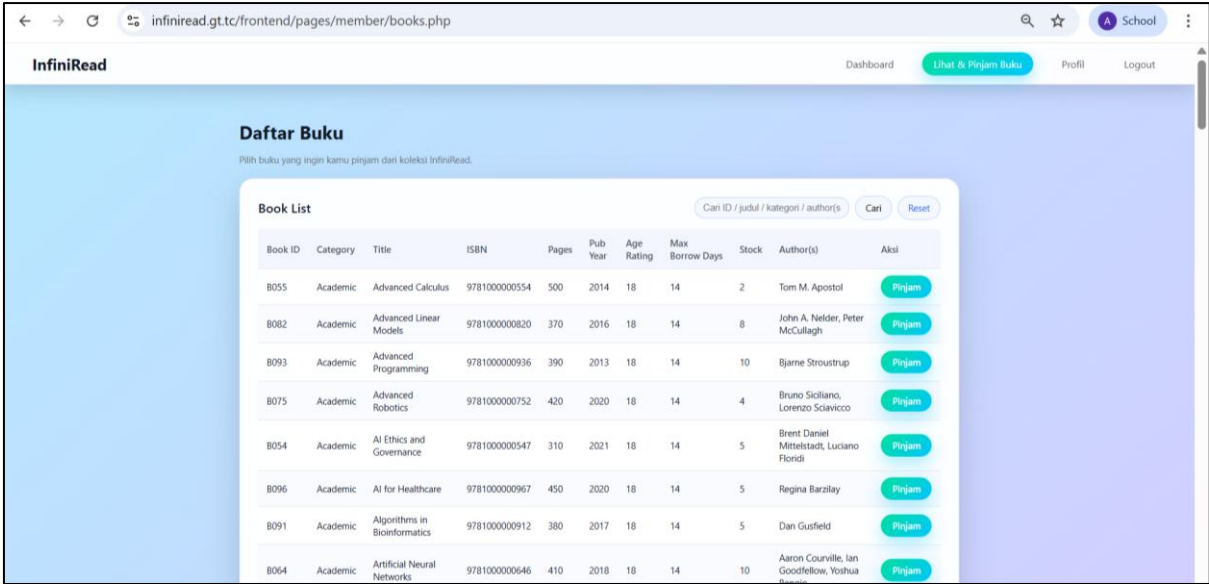 infiniread.gt.tc/frontend/pages/member/books.php
A School
InfiniRead Dashboard Lihat & Pinjam Buku Profil Logout
Daftar Buku
Pilih buku yang ingin kamu pinjam dari koleksi InfiniRead.
Book List Cari ID / judul / kategori / author(s Cari Reset
Book ID Category Title ISBN Pages Pub Year Age Rating Max Borrow Days Stock Author(s) Aksi
B055 Academic Advanced Calculus 9781000000554 500 2014 18 14 2 Tom M. Apostol Pinjam
B082 Academic Advanced Linear Models 9781000000820 370 2016 18 14 8 John A. Nelder, Peter McCullagh Pinjam
B093 Academic Advanced Programming 9781000000936 390 2013 18 14 10 Bjarne Stroustrup Pinjam
B075 Academic Advanced Robotics 9781000000752 420 2020 18 14 4 Bruno Siciliano, Lorenzo Sciavicco Pinjam
B054 Academic AI Ethics and Governance 9781000000547 310 2021 18 14 5 Brent Daniel Mittelstadt, Luciano Floridi Pinjam
B096 Academic AI for Healthcare 9781000000967 450 2020 18 14 5 Regina Barzilay Pinjam
B091 Academic Algorithms in Bioinformatics 9781000000912 380 2017 18 14 5 Dan Gusfield Pinjam
B064 Academic Artificial Neural Networks 9781000000646 410 2018 18 14 10 Aaron Courville, Ian Goodfellow, Yoshua Pinjam